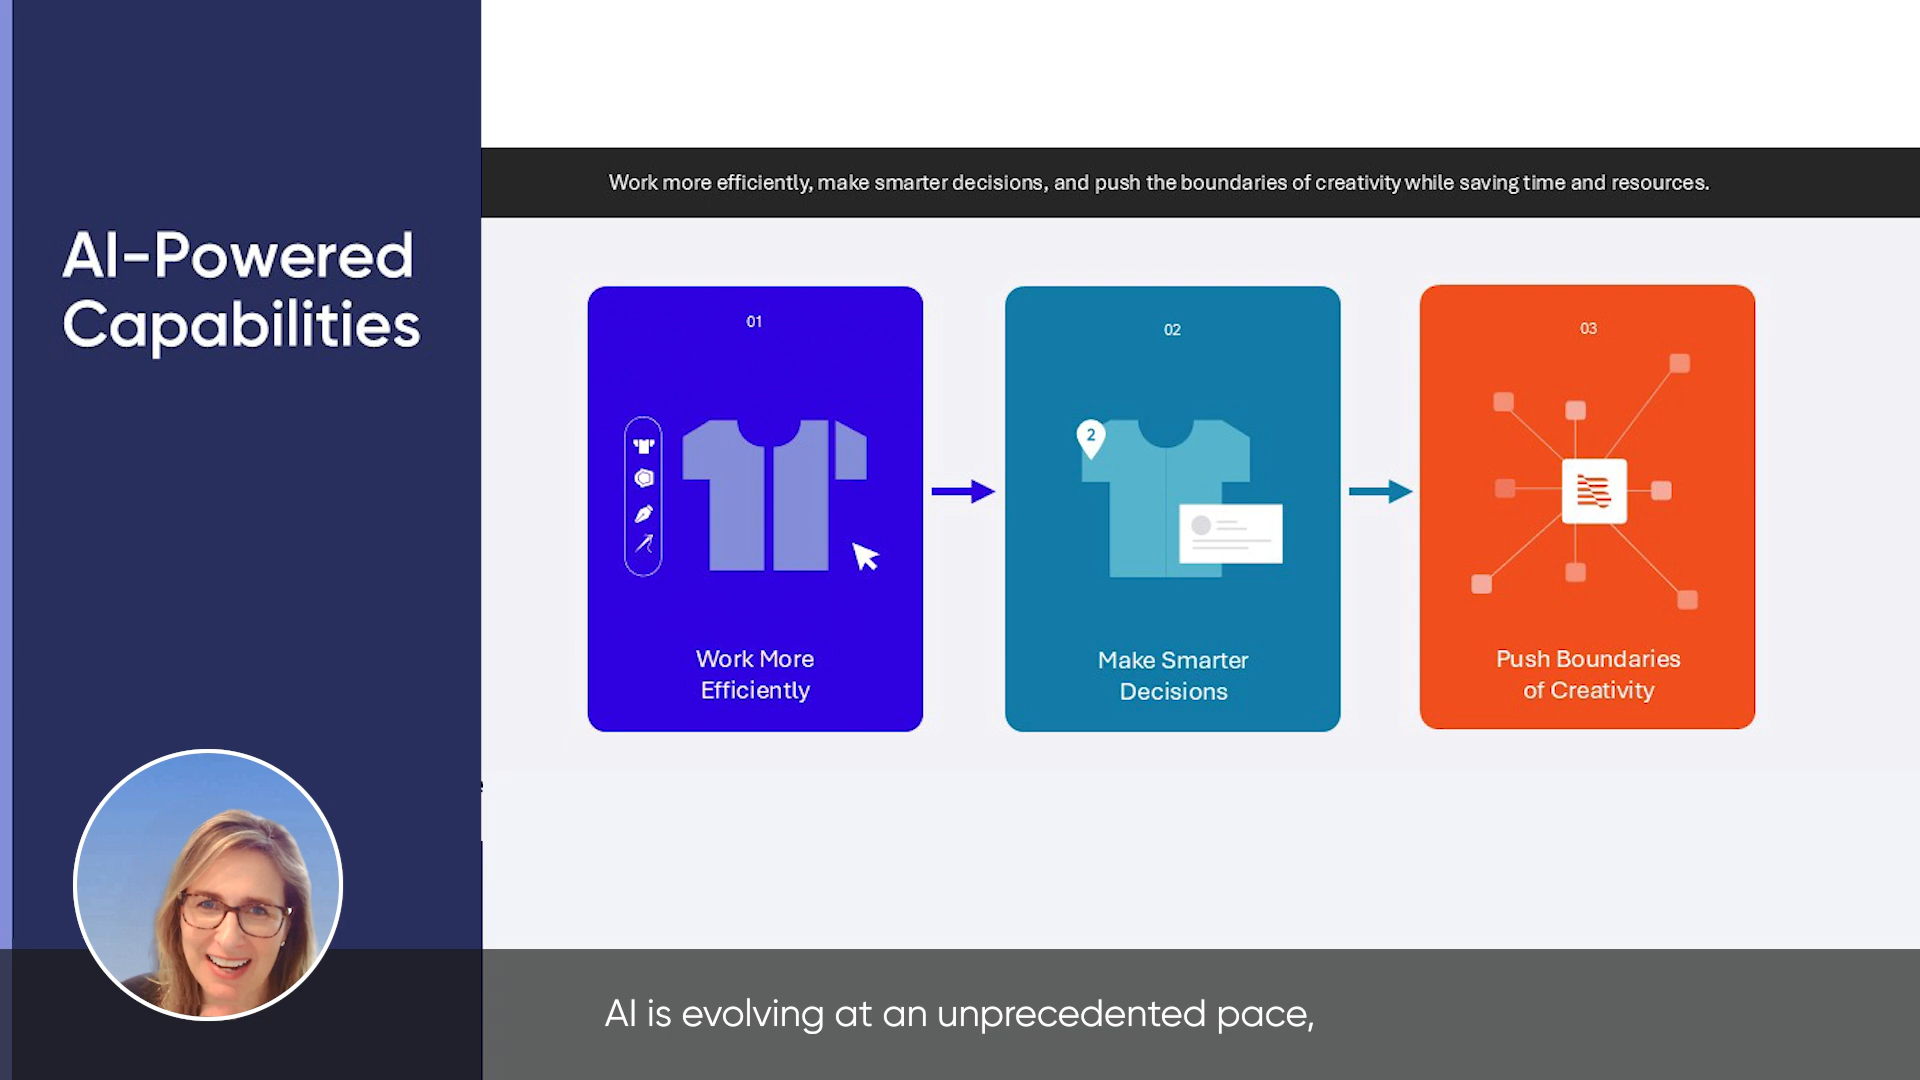 AI-Powered
Capabilities
Work more efficiently, make smarter decisions, and push the boundaries of creativity while saving time and resources.
01
Work More
Efficiently
02
2
Make Smarter
Decisions
03
Push Boundaries
of Creativity
AI is evolving at an unprecedented pace,